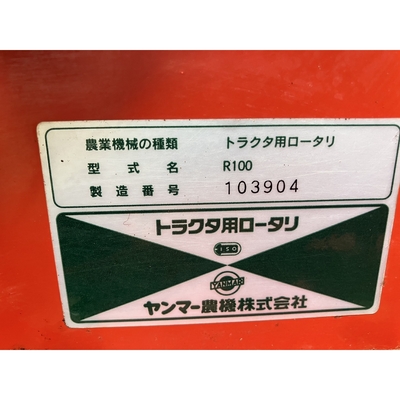 農業機械の種類 トラクタ用ロータリ
型式名 R100
製造番号 103904
トラクタ用ロータリ
ISO
YANMAR
ヤンマー農機株式会社